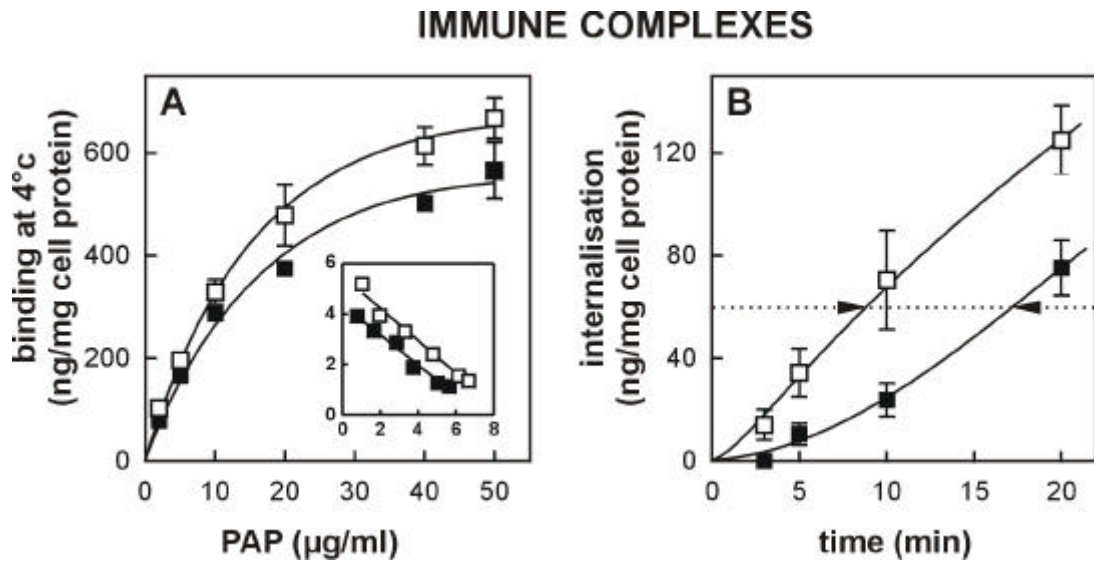 IMMUNE COMPLEXES
A
binding at 4°c
(ng/mg cell protein)
600
400
200
0
0 10 20 30 40 50
PAP (µg/ml)
6
4
2
0
0 2 4 6 8
B
internalisation
(ng/mg cell protein)
120
80
40
0
0 5 10 15 20
time (min)